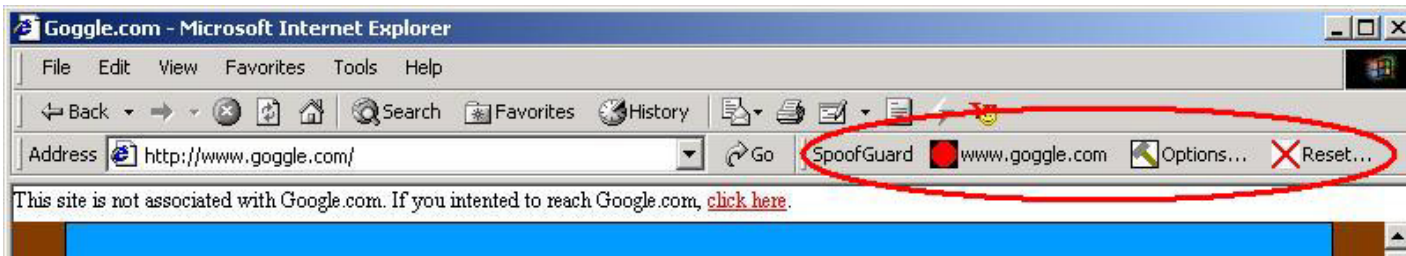 Goggle.com - Microsoft Internet Explorer
File Edit View Favorites Tools Help
Back Search Favorites History
Address http://www.goggle.com/ Go SpoofGuard www.goggle.com Options... Reset...
This site is not associated with Google.com. If you intented to reach Google.com, click here.